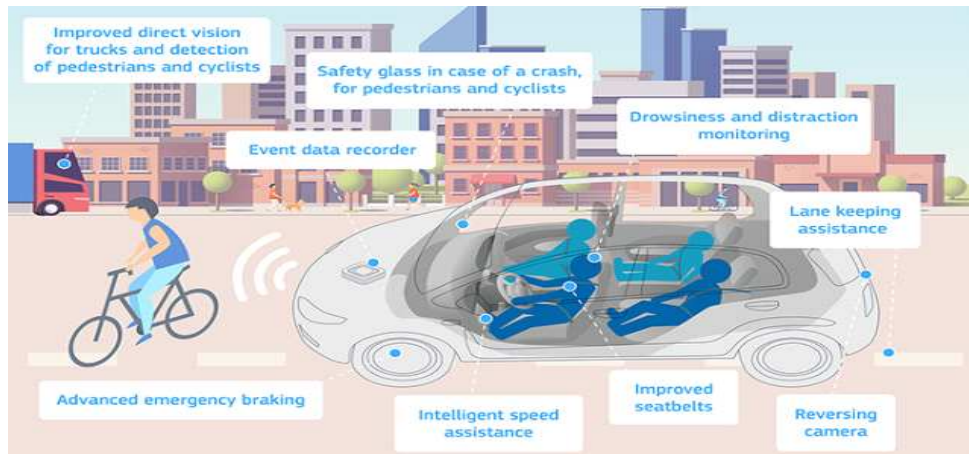 Improved direct vision
for trucks and detection
of pedestrians and cyclists
Safety glass in case of a crash,
for pedestrians and cyclists
Drowsiness and distraction
monitoring
Event data recorder
Lane keeping
assistance
Advanced emergency braking
Intelligent speed
assistance
Improved
seatbelts
Reversing
camera